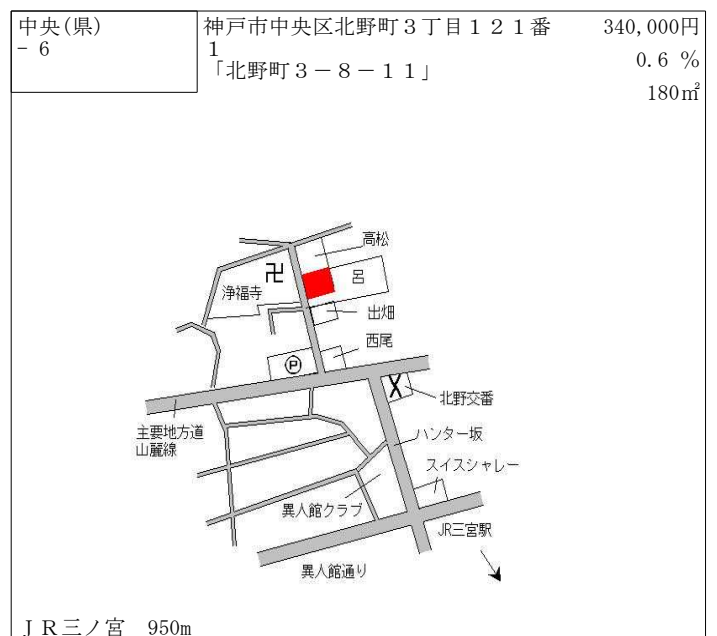 中央(県)
- 6
神戸市中央区北野町３丁目１２１番
１
「北野町３－８－１１」
340,000円
0.6 %
180㎡
高松
呂
卍
浄福寺
出畑
西尾
P
X
北野交番
主要地方道
山麓線
ハンター坂
スイスシャレー
異人館クラブ
JR三宮駅
異人館通り
ＪＲ三ノ宮 950m